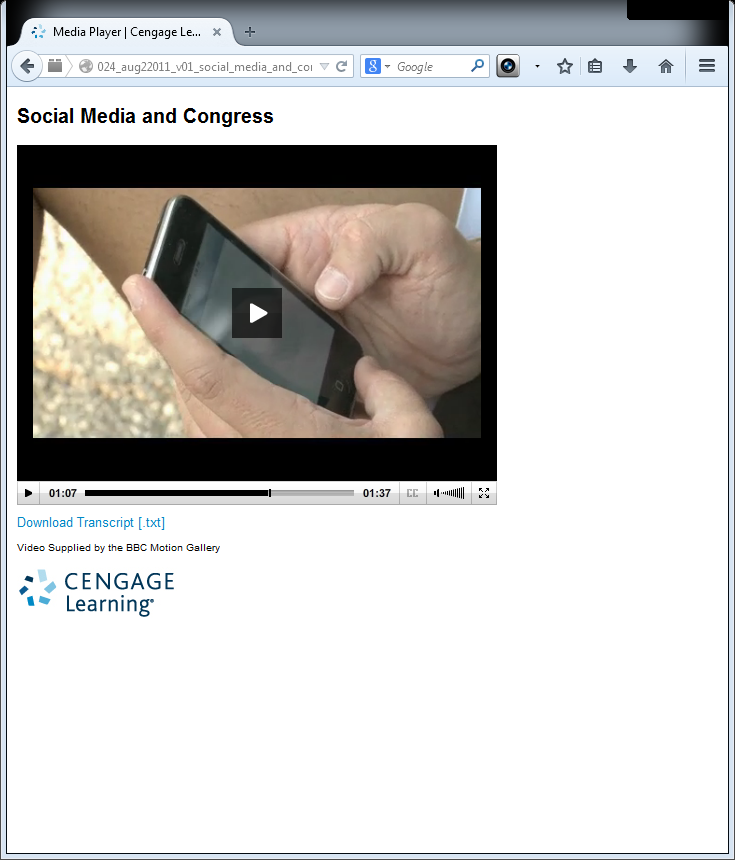 Media Player | Cengage Le...
024_aug22011_v01_social_media_and_co
Google
Social Media and Congress
01:07
01:37
CC
Download Transcript [.txt]
Video Supplied by the BBC Motion Gallery
CENGAGE
Learning